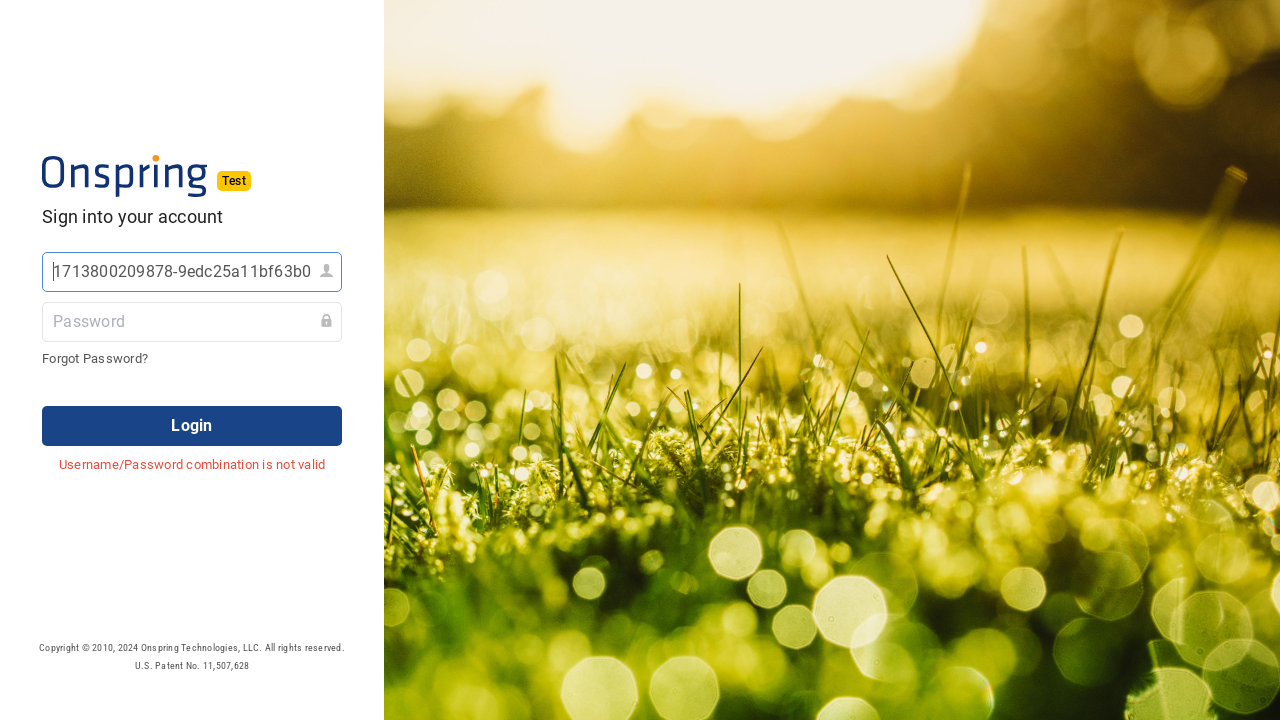 Onspring Test
Sign into your account
1713800209878-9edc25a11bf63b0
Password
Forgot Password?
Login
Username/Password combination is not valid
Copyright © 2010, 2024 Onspring Technologies, LLC. All rights reserved.
U.S. Patent No. 11,507,628